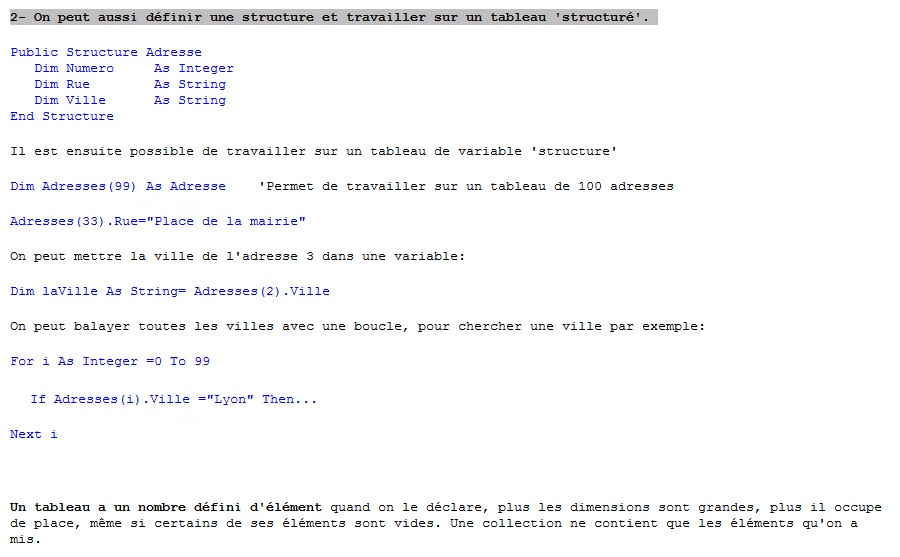 2- On peut aussi définir une structure et travailler sur un tableau 'structuré'.
Public Structure Adresse
Dim Numero As Integer
Dim Rue As String
Dim Ville As String
End Structure
Il est ensuite possible de travailler sur un tableau de variable 'structure'
Dim Adresses(99) As Adresse 'Permet de travailler sur un tableau de 100 adresses
Adresses(33).Rue="Place de la mairie"
On peut mettre la ville de l'adresse 3 dans une variable:
Dim laVille As String= Adresses(2).Ville
On peut balayer toutes les villes avec une boucle, pour chercher une ville par exemple:
For i As Integer =0 To 99
If Adresses(i).Ville ="Lyon" Then...
Next i
Un tableau a un nombre défini d'élément quand on le déclare, plus les dimensions sont grandes, plus il occupe
de place, même si certains de ses éléments sont vides. Une collection ne contient que les éléments qu'on a
mis.